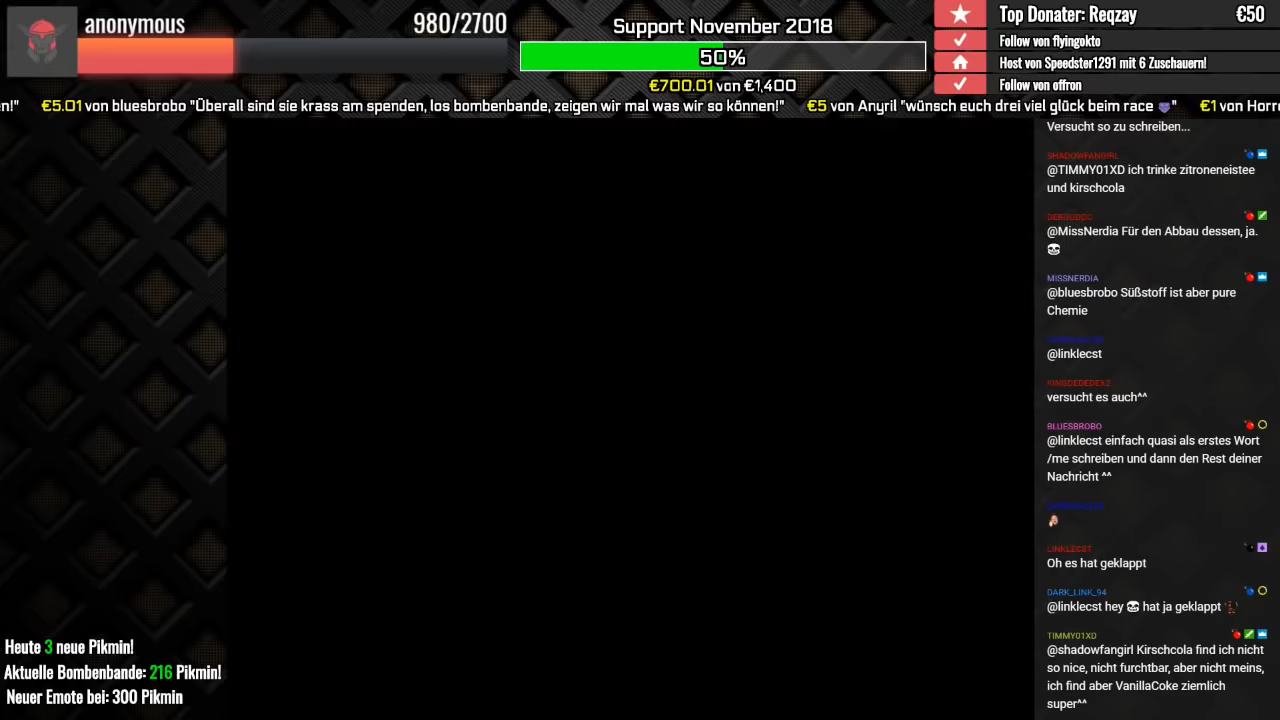 anonymous
980/2700
Support November 2018
50%
€700.01 von €1,400
Top Donater: Reqzay €50
Follow von flyingokto
Host von Speedster1291 mit 6 Zuschauern!
Follow von offron
en!" €5.01 von bluesbrobo "Überall sind sie krass am spenden, los bombenbande, zeigen wir mal was wir so können!" €5 von Anyril "wünsch euch drei viel glück beim race " €1 von Horr
Versucht so zu schreiben...
SHADOWFANGIRL
@TIMMY01XD ich trinke zitroneneistee
und kirschcola
@MissNerdia Für den Abbau dessen, ja.
MISSNERDIA
@bluesbrobo Süßstoff ist aber pure
Chemie
@linklecst
KINGDEDEDEX2
versucht es auch^^
BLUESBROBO
@linklecst einfach quasi als erstes Wort
/me schreiben und dann den Rest deiner
Nachricht ^^
LINKLECST
Oh es hat geklappt
DARK_LINK_94
@linklecst hey hat ja geklappt
TIMMY01XD
@shadowfangirl Kirschcola find ich nicht
so nice, nicht furchtbar, aber nicht meins,
ich find aber VanillaCoke ziemlich
super^^
Heute 3 neue Pikmin!
Aktuelle Bombenbande: 216 Pikmin!
Neuer Emote bei: 300 Pikmin